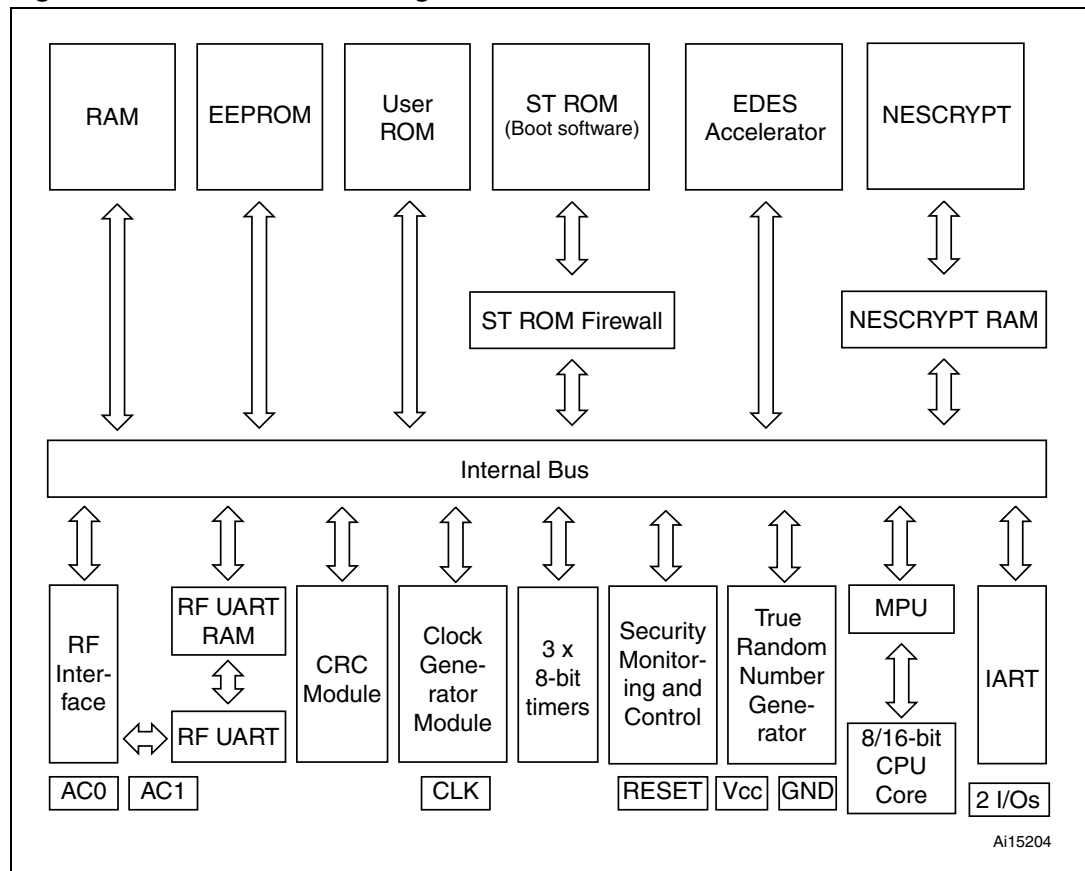 RAM
EEPROM
User
ROM
ST ROM
(Boot software)
EDES
Accelerator
NESCRYPT
ST ROM Firewall
NESCRYPT RAM
Internal Bus
RF
Inter-
face
RF UART
RAM
RF UART
CRC
Module
Clock
Gene-
rator
Module
3 x
8-bit
timers
Security
Monitor-
ing and
Control
True
Random
Number
Gene-
rator
MPU
8/16-bit
CPU
Core
IART
AC0
AC1
CLK
RESET
Vcc
GND
2 I/Os
Ai15204